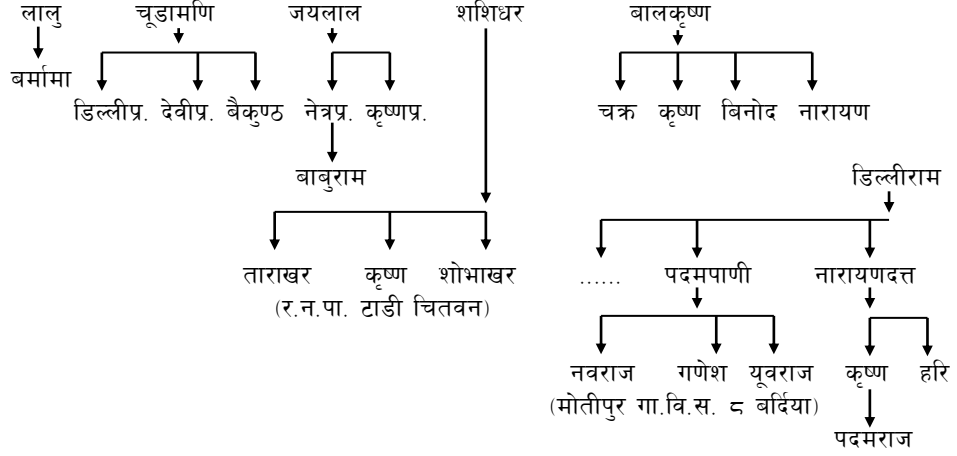 लालु चूडामणि जयलाल शशिधर बालकृष्ण
बर्मामा
डिल्लीप्र. देवीप्र. बैकुण्ठ नेत्रप्र. कृष्णप्र. चक्र कृष्ण बिनोद नारायण
बाबुराम डिल्लीराम
ताराखर कृष्ण शोभाखर ...... पदमपाणी नारायणदत्त
(र.न.पा. टाडी चितवन)
नवराज गणेश यूवराज कृष्ण हरि
(मोतीपुर गा.वि.स. ८ बर्दिया)
पदमराज